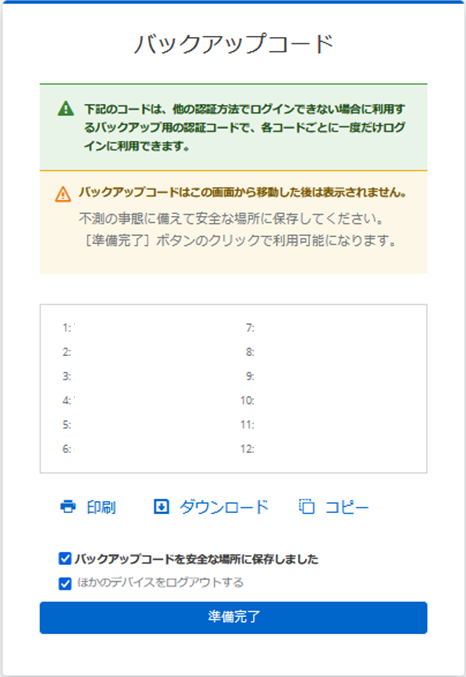 バックアップコード
下記のコードは、他の認証方法でログインできない場合に利用す
るバックアップ用の認証コードで、各コードごとに一度だけログ
インに利用できます。
バックアップコードはこの画面から移動した後は表示されません。
不測の事態に備えて安全な場所に保存してください。
［準備完了］ボタンのクリックで利用可能になります。
1:
2:
3:
4:
5:
6:
7:
8:
9:
10:
11:
12:
印刷 ダウンロード コピー
バックアップコードを安全な場所に保存しました
ほかのデバイスをログアウトする
準備完了